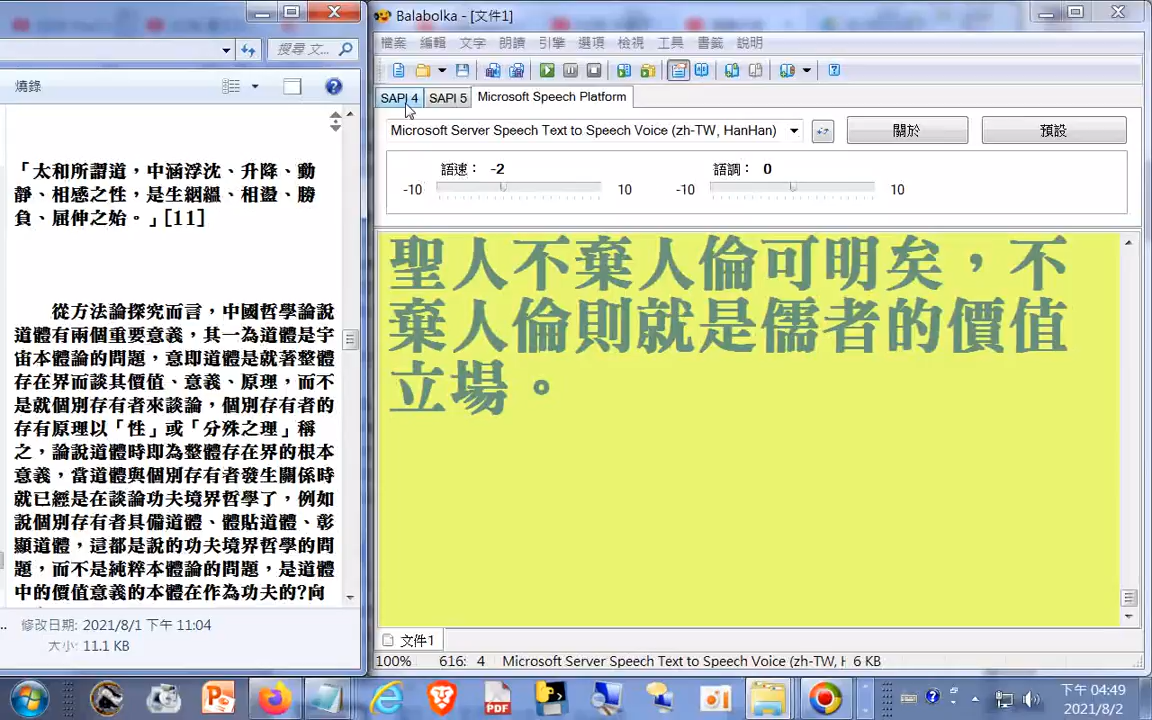 搜尋 文...
燒錄
「太和所謂道，中涵浮沈、升降、動
靜、相感之性，是生絪縕、相盪、勝
負、屈伸之始。」[11]
從方法論探究而言，中國哲學論說
道體有兩個重要意義，其一為道體是宇
宙本體論的問題，意即道體是就著整體
存在界而談其價值、意義、原理，而不
是就個別存有者來談論，個別存有者的
存有原理以「性」或「分殊之理」稱
之，論說道體時即為整體存在界的根本
意義，當道體與個別存有者發生關係時
就已經是在談論功夫境界哲學了，例如
說個別存有者具備道體、體貼道體、彰
顯道體，這都是說的功夫境界哲學的問
題，而不是純粹本體論的問題，是道體
中的價值意義的本體在作為功夫的?向
修改日期: 2021/8/1 下午 11:04
大小: 11.1 KB
Balabolka - [文件1]
檔案 編輯 文字 朗讀 引擎 選項 檢視 工具 書籤 說明
SAPI 4 SAPI 5 Microsoft Speech Platform
Microsoft Server Speech Text to Speech Voice (zh-TW, HanHan) 關於 預設
語速： -2 語調： 0
-10 10 -10 10
聖人不棄人倫可明矣，不
棄人倫則就是儒者的價值
立場。
文件1
100% 616: 4 Microsoft Server Speech Text to Speech Voice (zh-TW, H 6 KB
PDF
下午 04:49
2021/8/2